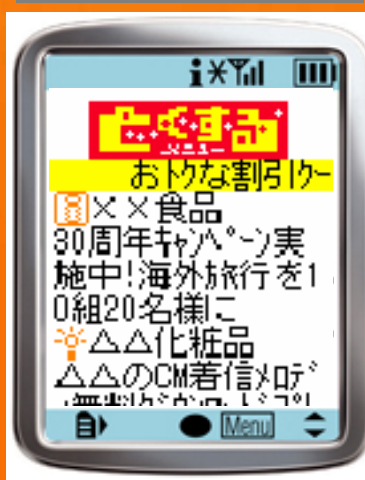 とくするメニュー
おトクな割引クー
××食品
30周年ｷｬﾝﾍﾟｰﾝ実
施中!海外旅行を1
0組20名様に
△△化粧品
△△のCM着信ﾒﾛﾃﾞ
Menu